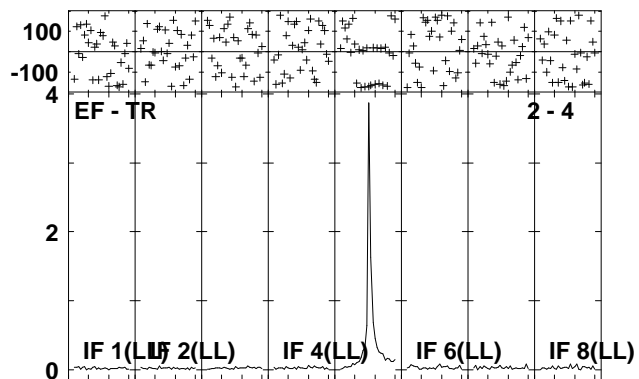 100
-100
4
EF - TR
2 - 4
2
IF 1(LL)
IF 2(LL)
IF 4(LL)
IF 6(LL)
IF 8(LL)
0